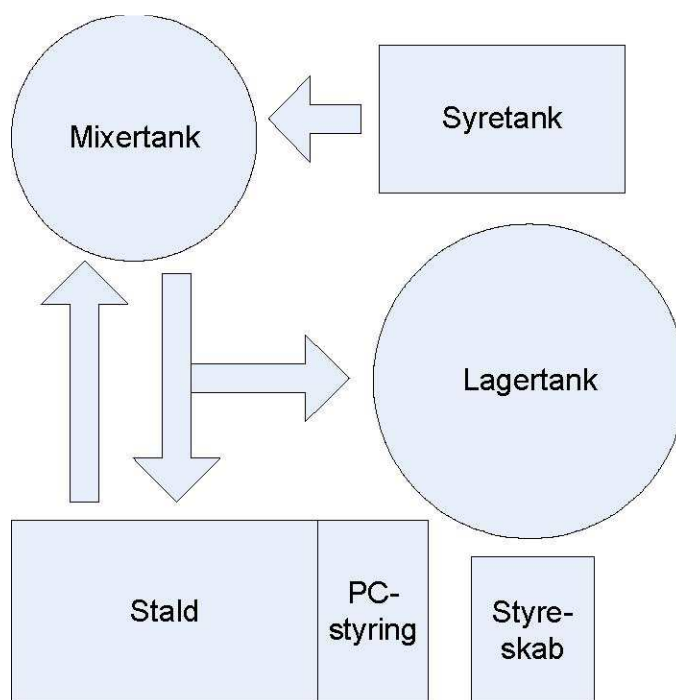 Mixertank
Syretank
Lagertank
Stald
PC-
styring
Styre-
skab